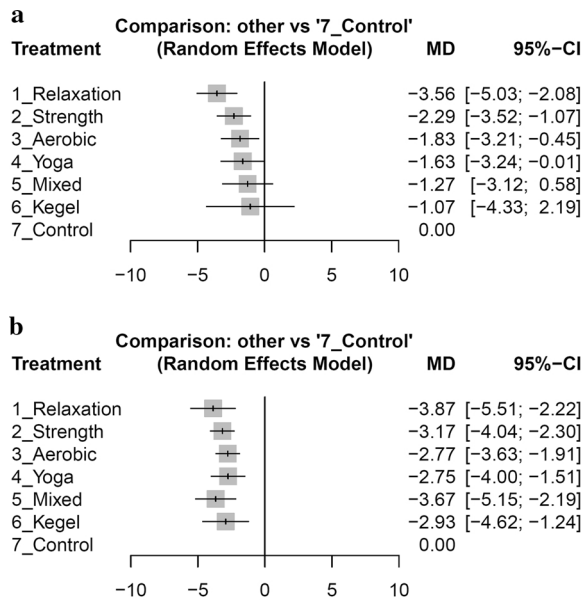 a
Comparison: other vs '7_Control'
Treatment (Random Effects Model) MD 95%−CI
1_Relaxation −3.56 [−5.03; −2.08]
2_Strength −2.29 [−3.52; −1.07]
3_Aerobic −1.83 [−3.21; −0.45]
4_Yoga −1.63 [−3.24; −0.01]
5_Mixed −1.27 [−3.12; 0.58]
6_Kegel −1.07 [−4.33; 2.19]
7_Control 0.00
−10 −5 0 5 10
b
Comparison: other vs '7_Control'
Treatment (Random Effects Model) MD 95%−CI
1_Relaxation −3.87 [−5.51; −2.22]
2_Strength −3.17 [−4.04; −2.30]
3_Aerobic −2.77 [−3.63; −1.91]
4_Yoga −2.75 [−4.00; −1.51]
5_Mixed −3.67 [−5.15; −2.19]
6_Kegel −2.93 [−4.62; −1.24]
7_Control 0.00
−10 −5 0 5 10